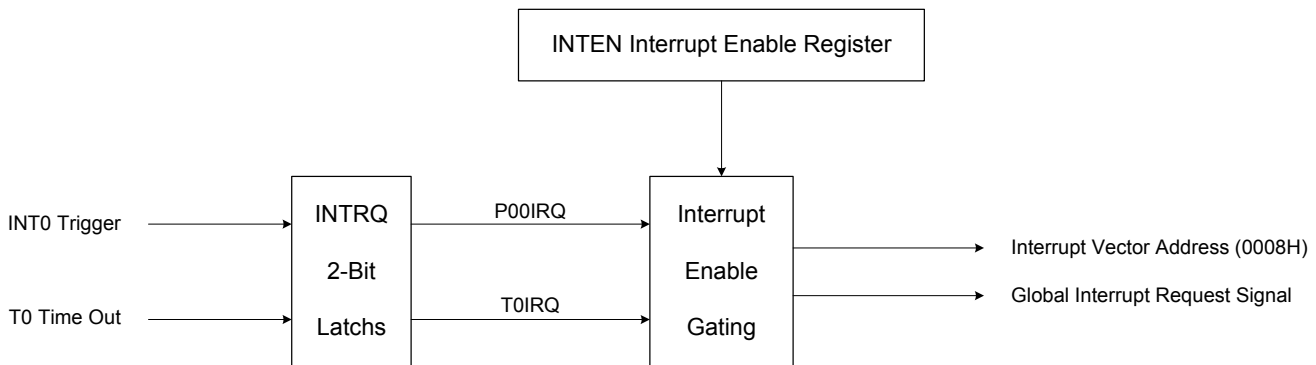 INTEN Interrupt Enable Register
INT0 Trigger
T0 Time Out
INTRQ
2-Bit
Latchs
P00IRQ
T0IRQ
Interrupt
Enable
Gating
Interrupt Vector Address (0008H)
Global Interrupt Request Signal